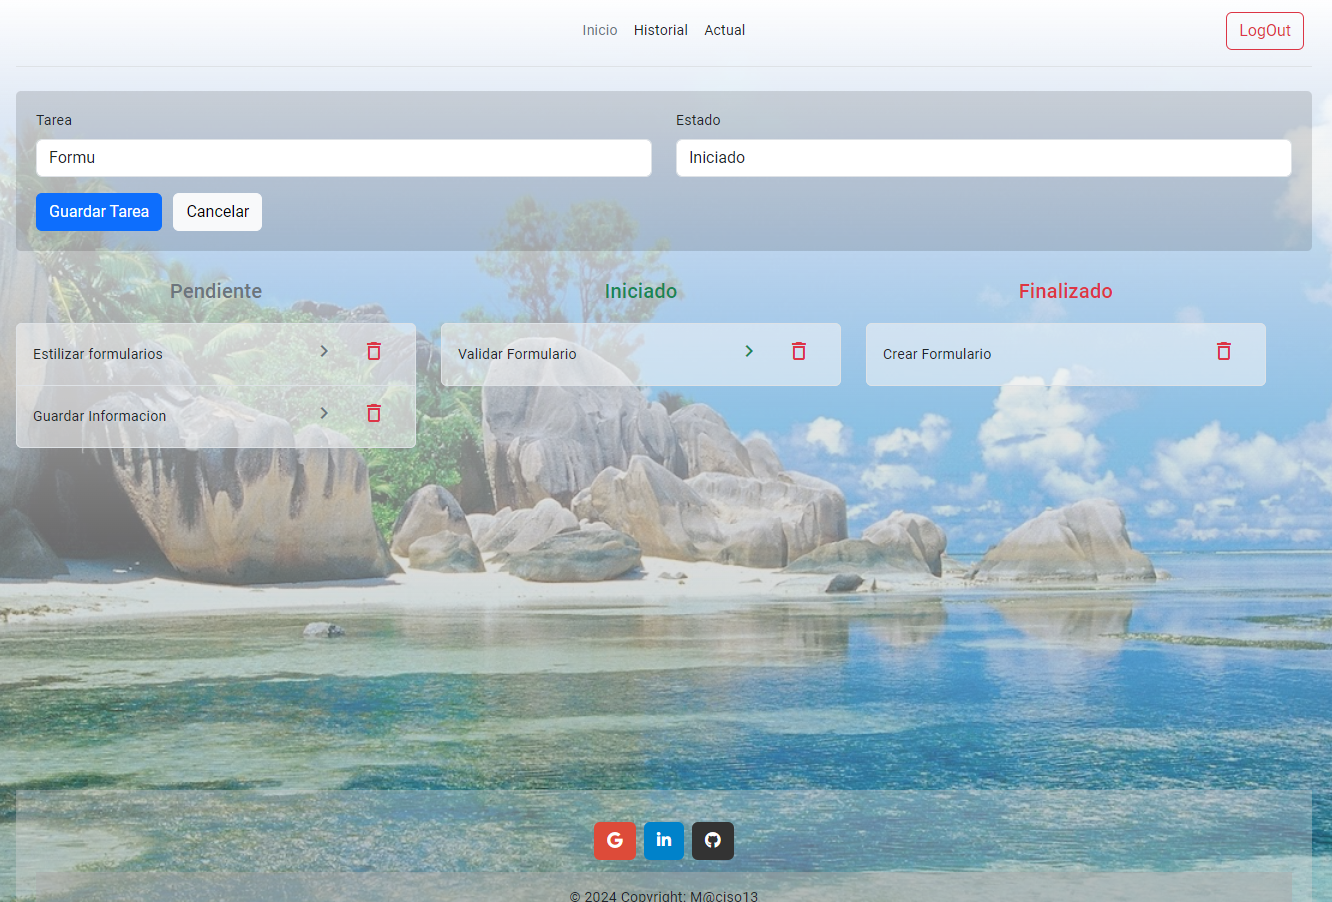 Inicio Historial Actual LogOut
Tarea Estado
Formu Iniciado
Guardar Tarea Cancelar
Pendiente Iniciado Finalizado
Estilizar formularios Validar Formulario Crear Formulario
Guardar Informacion
G in
© 2024 Copyright: M@ciso13